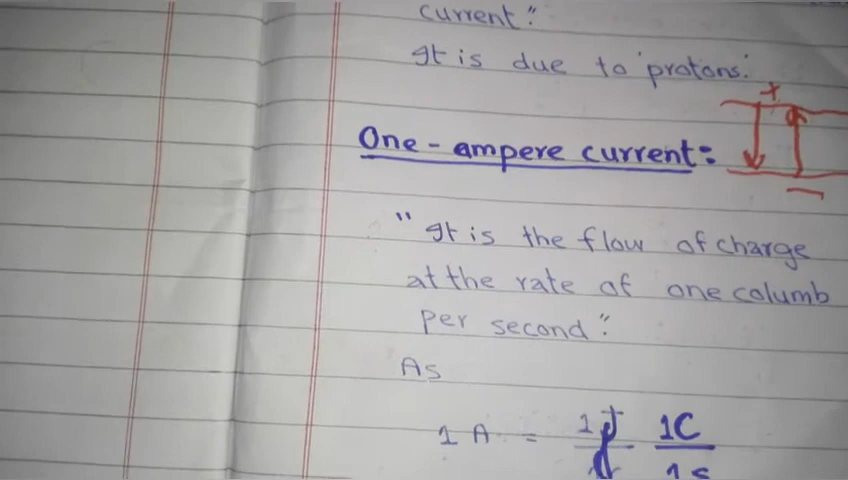 current"
It is due to 'protons'.
+
One-ampere current:
-
"It is the flow of charge
at the rate of one columb
per second".
As
1 A = 1C
1s